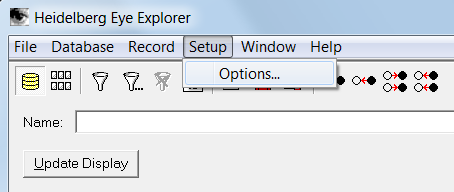 Heidelberg Eye Explorer
File Database Record Setup Window Help
Options...
Name:
Update Display